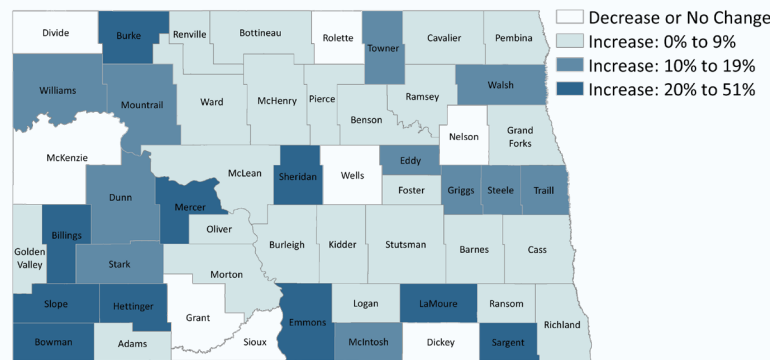 Divide
Burke
Renville
Bottineau
Rolette
Towner
Cavalier
Pembina
Decrease or No Change
Increase: 0% to 9%
Increase: 10% to 19%
Increase: 20% to 51%
Williams
Mountrail
Ward
McHenry
Pierce
Benson
Ramsey
Walsh
Nelson
Grand
Forks
McKenzie
McLean
Sheridan
Wells
Eddy
Foster
Griggs
Steele
Traill
Dunn
Mercer
Oliver
Golden
Valley
Billings
Stark
Morton
Burleigh
Kidder
Stutsman
Barnes
Cass
Slope
Hettinger
Grant
Sioux
Emmons
Logan
LaMoure
Ransom
Richland
Bowman
Adams
McIntosh
Dickey
Sargent